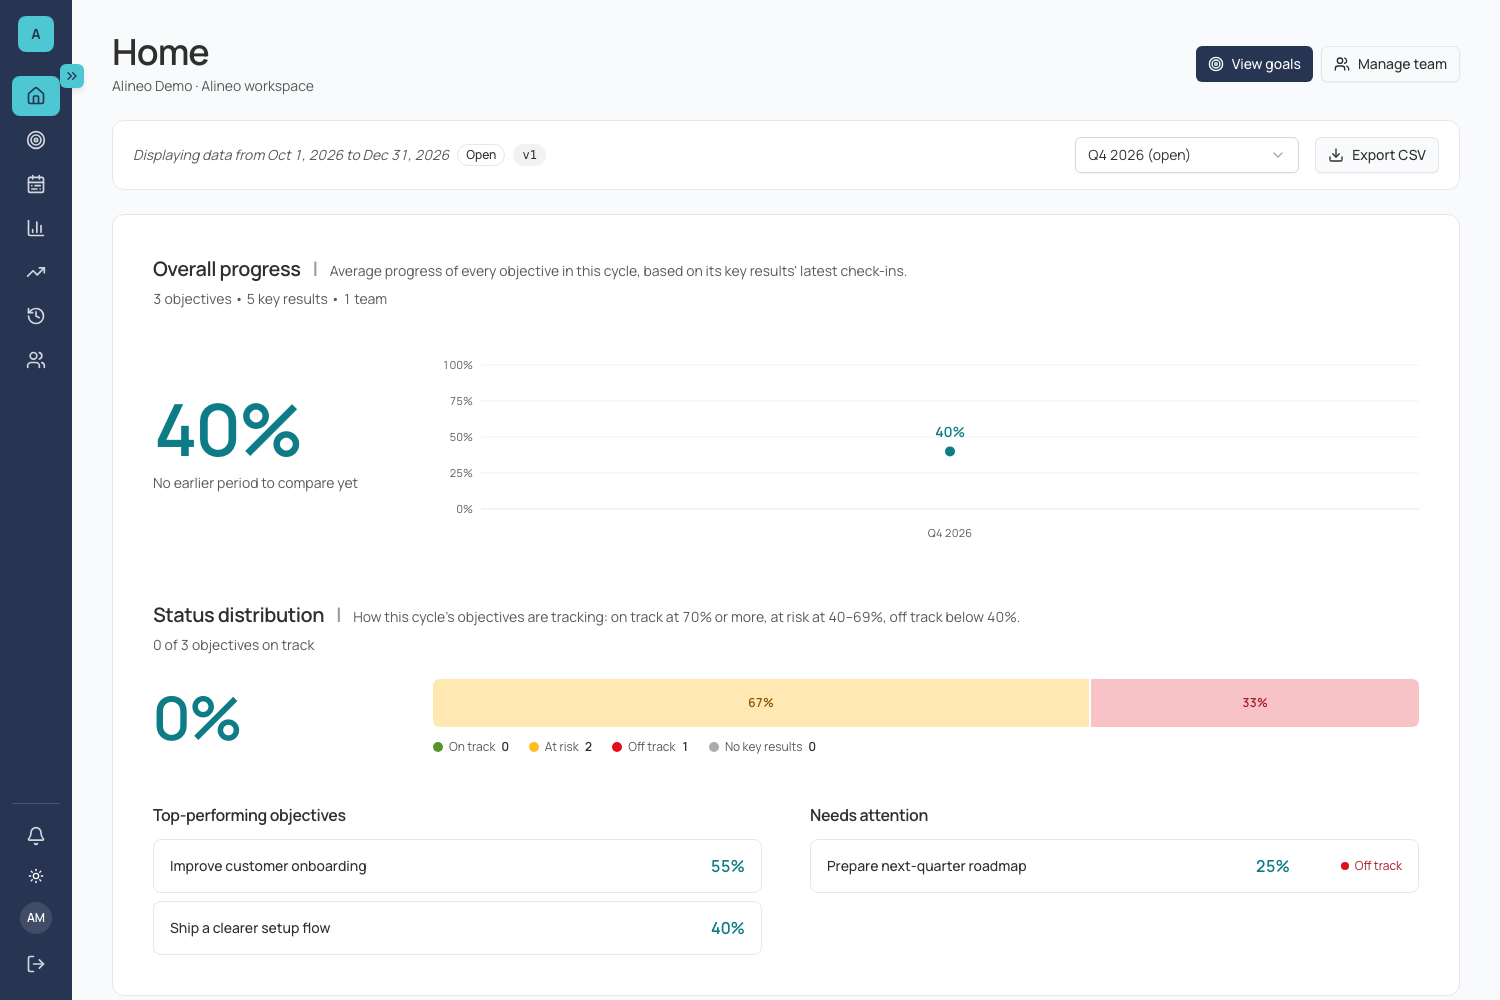 A
Home
Alineo Demo · Alineo workspace
View goals
Manage team
Displaying data from Oct 1, 2026 to Dec 31, 2026
Open
v1
Q4 2026 (open)
Export CSV
Overall progress | Average progress of every objective in this cycle, based on its key results' latest check-ins.
3 objectives • 5 key results • 1 team
40%
No earlier period to compare yet
100%
75%
50%
25%
0%
40%
Q4 2026
Status distribution | How this cycle's objectives are tracking: on track at 70% or more, at risk at 40–69%, off track below 40%.
0 of 3 objectives on track
0%
67%
33%
On track 0
At risk 2
Off track 1
No key results 0
Top-performing objectives
Improve customer onboarding 55%
Ship a clearer setup flow 40%
Needs attention
Prepare next-quarter roadmap 25% Off track
AM